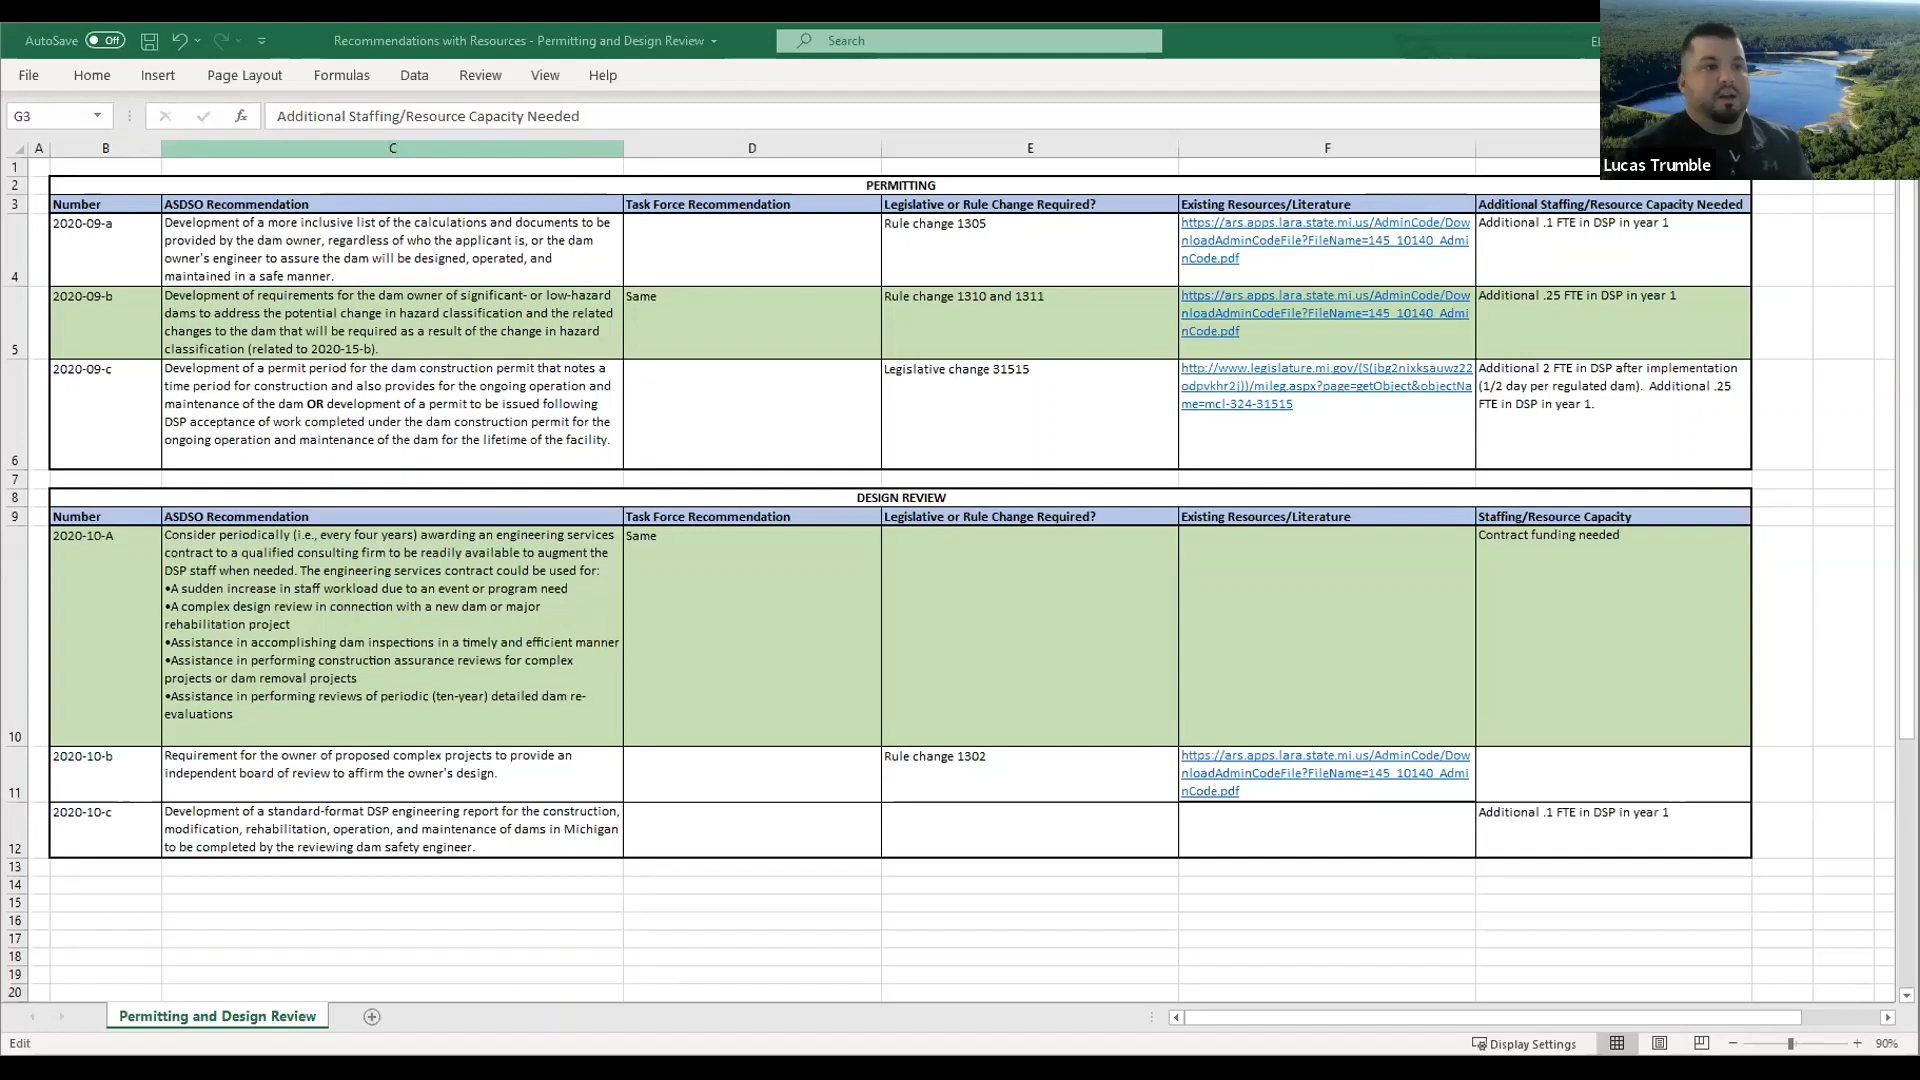 AutoSave Off Recommendations with Resources - Permitting and Design Review Search
File Home Insert Page Layout Formulas Data Review View Help
G3 fx Additional Staffing/Resource Capacity Needed
Lucas Trumble
A B C D E F
1
2 PERMITTING
3 Number ASDSO Recommendation Task Force Recommendation Legislative or Rule Change Required? Existing Resources/Literature Additional Staffing/Resource Capacity Needed
2020-09-a Development of a more inclusive list of the calculations and documents to be Rule change 1305 https://ars.apps.lara.state.mi.us/AdminCode/Dow Additional .1 FTE in DSP in year 1
provided by the dam owner, regardless of who the applicant is, or the dam nloadAdminCodeFile?FileName=145_10140_Admi
owner's engineer to assure the dam will be designed, operated, and nCode.pdf
4 maintained in a safe manner.
2020-09-b Development of requirements for the dam owner of significant- or low-hazard Same Rule change 1310 and 1311 https://ars.apps.lara.state.mi.us/AdminCode/Dow Additional .25 FTE in DSP in year 1
dams to address the potential change in hazard classification and the related nloadAdminCodeFile?FileName=145_10140_Admi
changes to the dam that will be required as a result of the change in hazard nCode.pdf
5 classification (related to 2020-15-b).
2020-09-c Development of a permit period for the dam construction permit that notes a Legislative change 31515 http://www.legislature.mi.gov/(S(jbg2nixksauwz22 Additional 2 FTE in DSP after implementation
time period for construction and also provides for the ongoing operation and odpvkhr2j))/mileg.aspx?page=getObject&objectNa (1/2 day per regulated dam). Additional .25
maintenance of the dam OR development of a permit to be issued following me=mcl-324-31515 FTE in DSP in year 1.
DSP acceptance of work completed under the dam construction permit for the
ongoing operation and maintenance of the dam for the lifetime of the facility.
6
7
8 DESIGN REVIEW
9 Number ASDSO Recommendation Task Force Recommendation Legislative or Rule Change Required? Existing Resources/Literature Staffing/Resource Capacity
2020-10-A Consider periodically (i.e., every four years) awarding an engineering services Same Contract funding needed
contract to a qualified consulting firm to be readily available to augment the
DSP staff when needed. The engineering services contract could be used for:
•A sudden increase in staff workload due to an event or program need
•A complex design review in connection with a new dam or major
rehabilitation project
•Assistance in accomplishing dam inspections in a timely and efficient manner
•Assistance in performing construction assurance reviews for complex
projects or dam removal projects
•Assistance in performing reviews of periodic (ten-year) detailed dam re-
evaluations
10
2020-10-b Requirement for the owner of proposed complex projects to provide an Rule change 1302 https://ars.apps.lara.state.mi.us/AdminCode/Dow
independent board of review to affirm the owner's design. nloadAdminCodeFile?FileName=145_10140_Admi
11 nCode.pdf
2020-10-c Development of a standard-format DSP engineering report for the construction, Additional .1 FTE in DSP in year 1
modification, rehabilitation, operation, and maintenance of dams in Michigan
12 to be completed by the reviewing dam safety engineer.
13
14
15
16
17
18
19
20
Permitting and Design Review
Edit Display Settings 90%